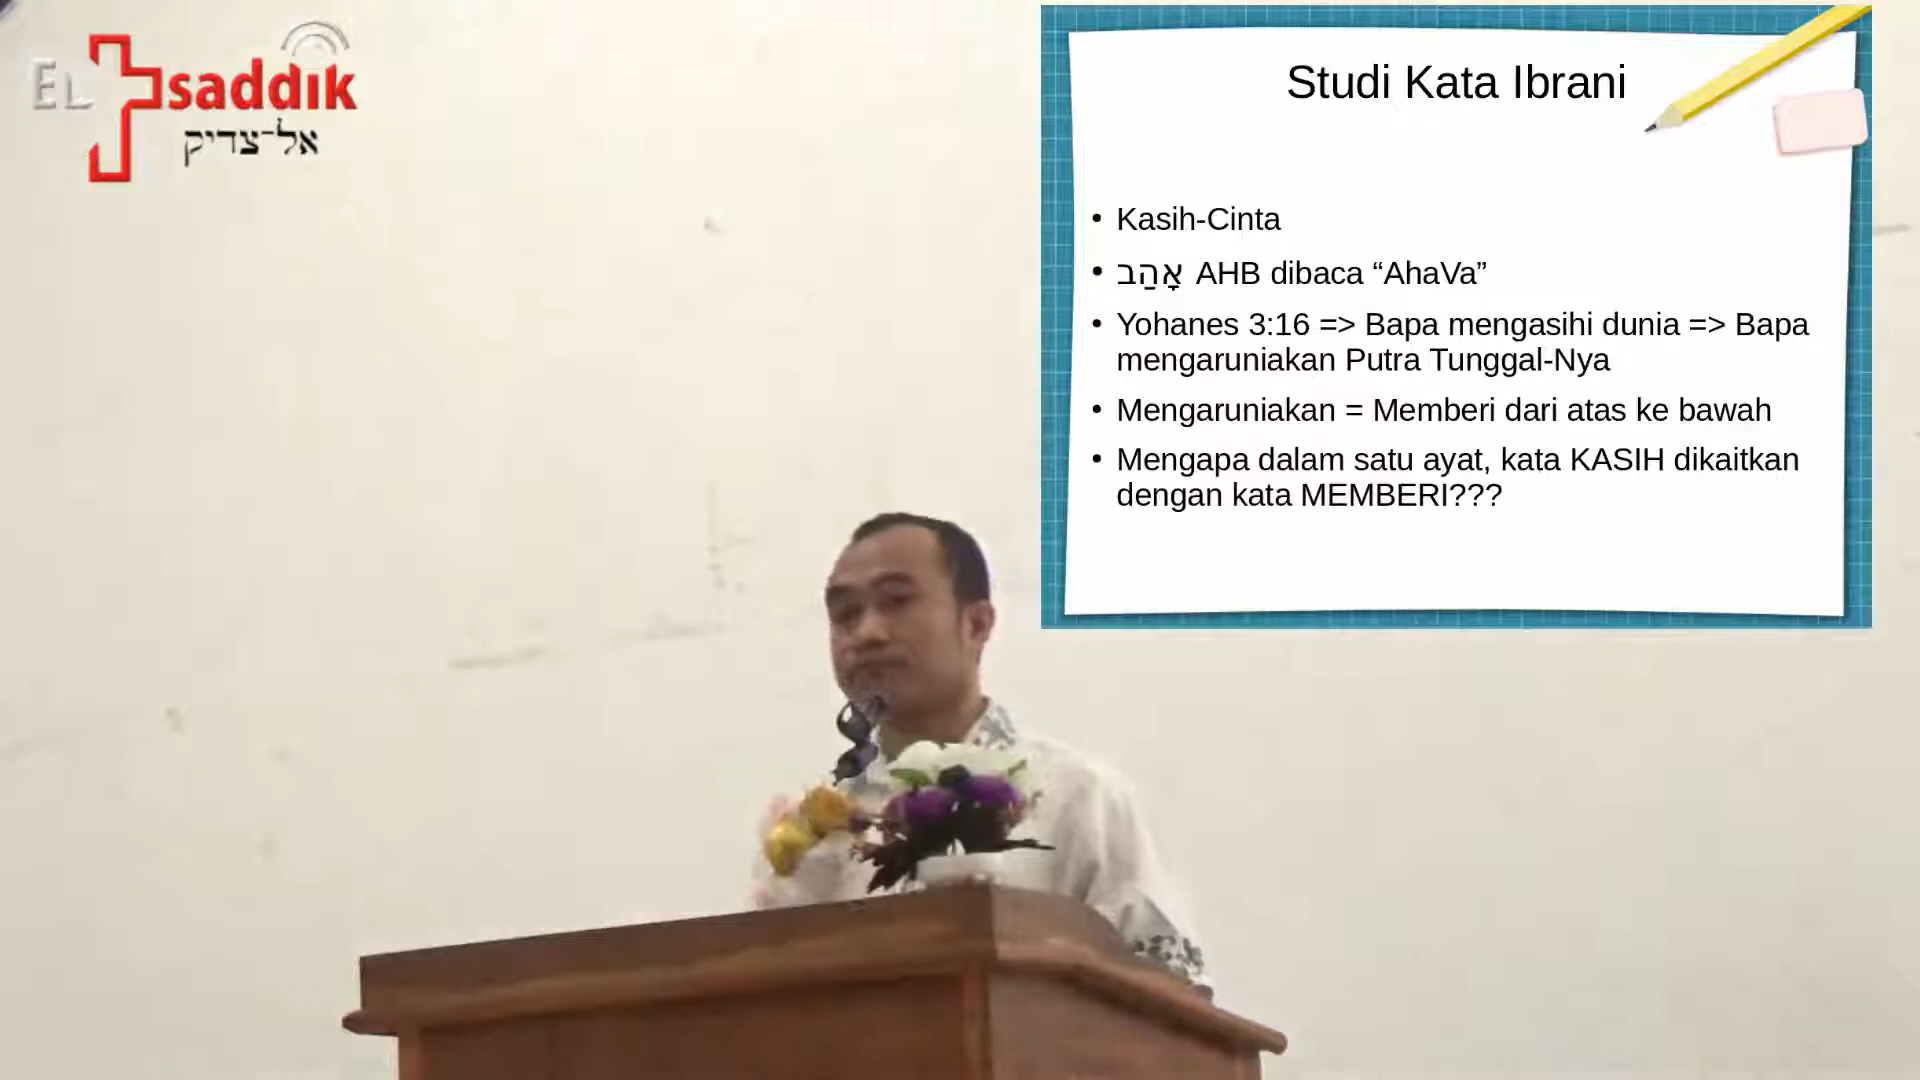 EL saddik
אל־צדיק
Studi Kata Ibrani
• Kasih-Cinta
• אָהַב AHB dibaca “AhaVa”
• Yohanes 3:16 => Bapa mengasihi dunia => Bapa
mengaruniakan Putra Tunggal-Nya
• Mengaruniakan = Memberi dari atas ke bawah
• Mengapa dalam satu ayat, kata KASIH dikaitkan
dengan kata MEMBERI???